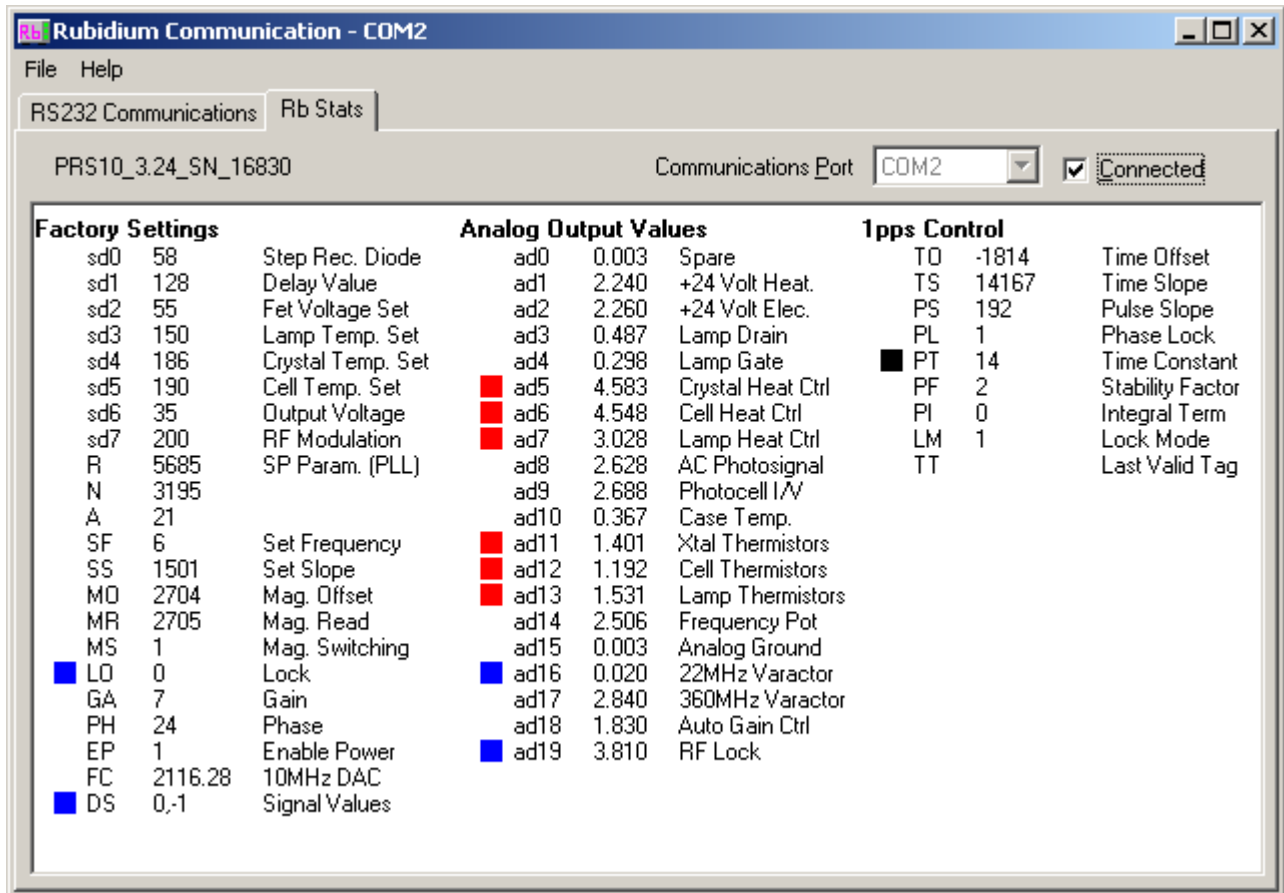 Rb Rubidium Communication - COM2
File Help
RS232 Communications Rb Stats
PRS10_3.24_SN_16830 Communications Port COM2 Connected
Factory Settings
sd0 58 Step Rec. Diode
sd1 128 Delay Value
sd2 55 Fet Voltage Set
sd3 150 Lamp Temp. Set
sd4 186 Crystal Temp. Set
sd5 190 Cell Temp. Set
sd6 35 Output Voltage
sd7 200 RF Modulation
R 5685 SP Param. (PLL)
N 3195
A 21
SF 6 Set Frequency
SS 1501 Set Slope
MO 2704 Mag. Offset
MR 2705 Mag. Read
MS 1 Mag. Switching
LO 0 Lock
GA 7 Gain
PH 24 Phase
EP 1 Enable Power
FC 2116.28 10MHz DAC
DS 0,-1 Signal Values
Analog Output Values
ad0 0.003 Spare
ad1 2.240 +24 Volt Heat.
ad2 2.260 +24 Volt Elec.
ad3 0.487 Lamp Drain
ad4 0.298 Lamp Gate
ad5 4.583 Crystal Heat Ctrl
ad6 4.548 Cell Heat Ctrl
ad7 3.028 Lamp Heat Ctrl
ad8 2.628 AC Photosignal
ad9 2.688 Photocell I/V
ad10 0.367 Case Temp.
ad11 1.401 Xtal Thermistors
ad12 1.192 Cell Thermistors
ad13 1.531 Lamp Thermistors
ad14 2.506 Frequency Pot
ad15 0.003 Analog Ground
ad16 0.020 22MHz Varactor
ad17 2.840 360MHz Varactor
ad18 1.830 Auto Gain Ctrl
ad19 3.810 RF Lock
1pps Control
TO -1814 Time Offset
TS 14167 Time Slope
PS 192 Pulse Slope
PL 1 Phase Lock
PT 14 Time Constant
PF 2 Stability Factor
PI 0 Integral Term
LM 1 Lock Mode
TT Last Valid Tag